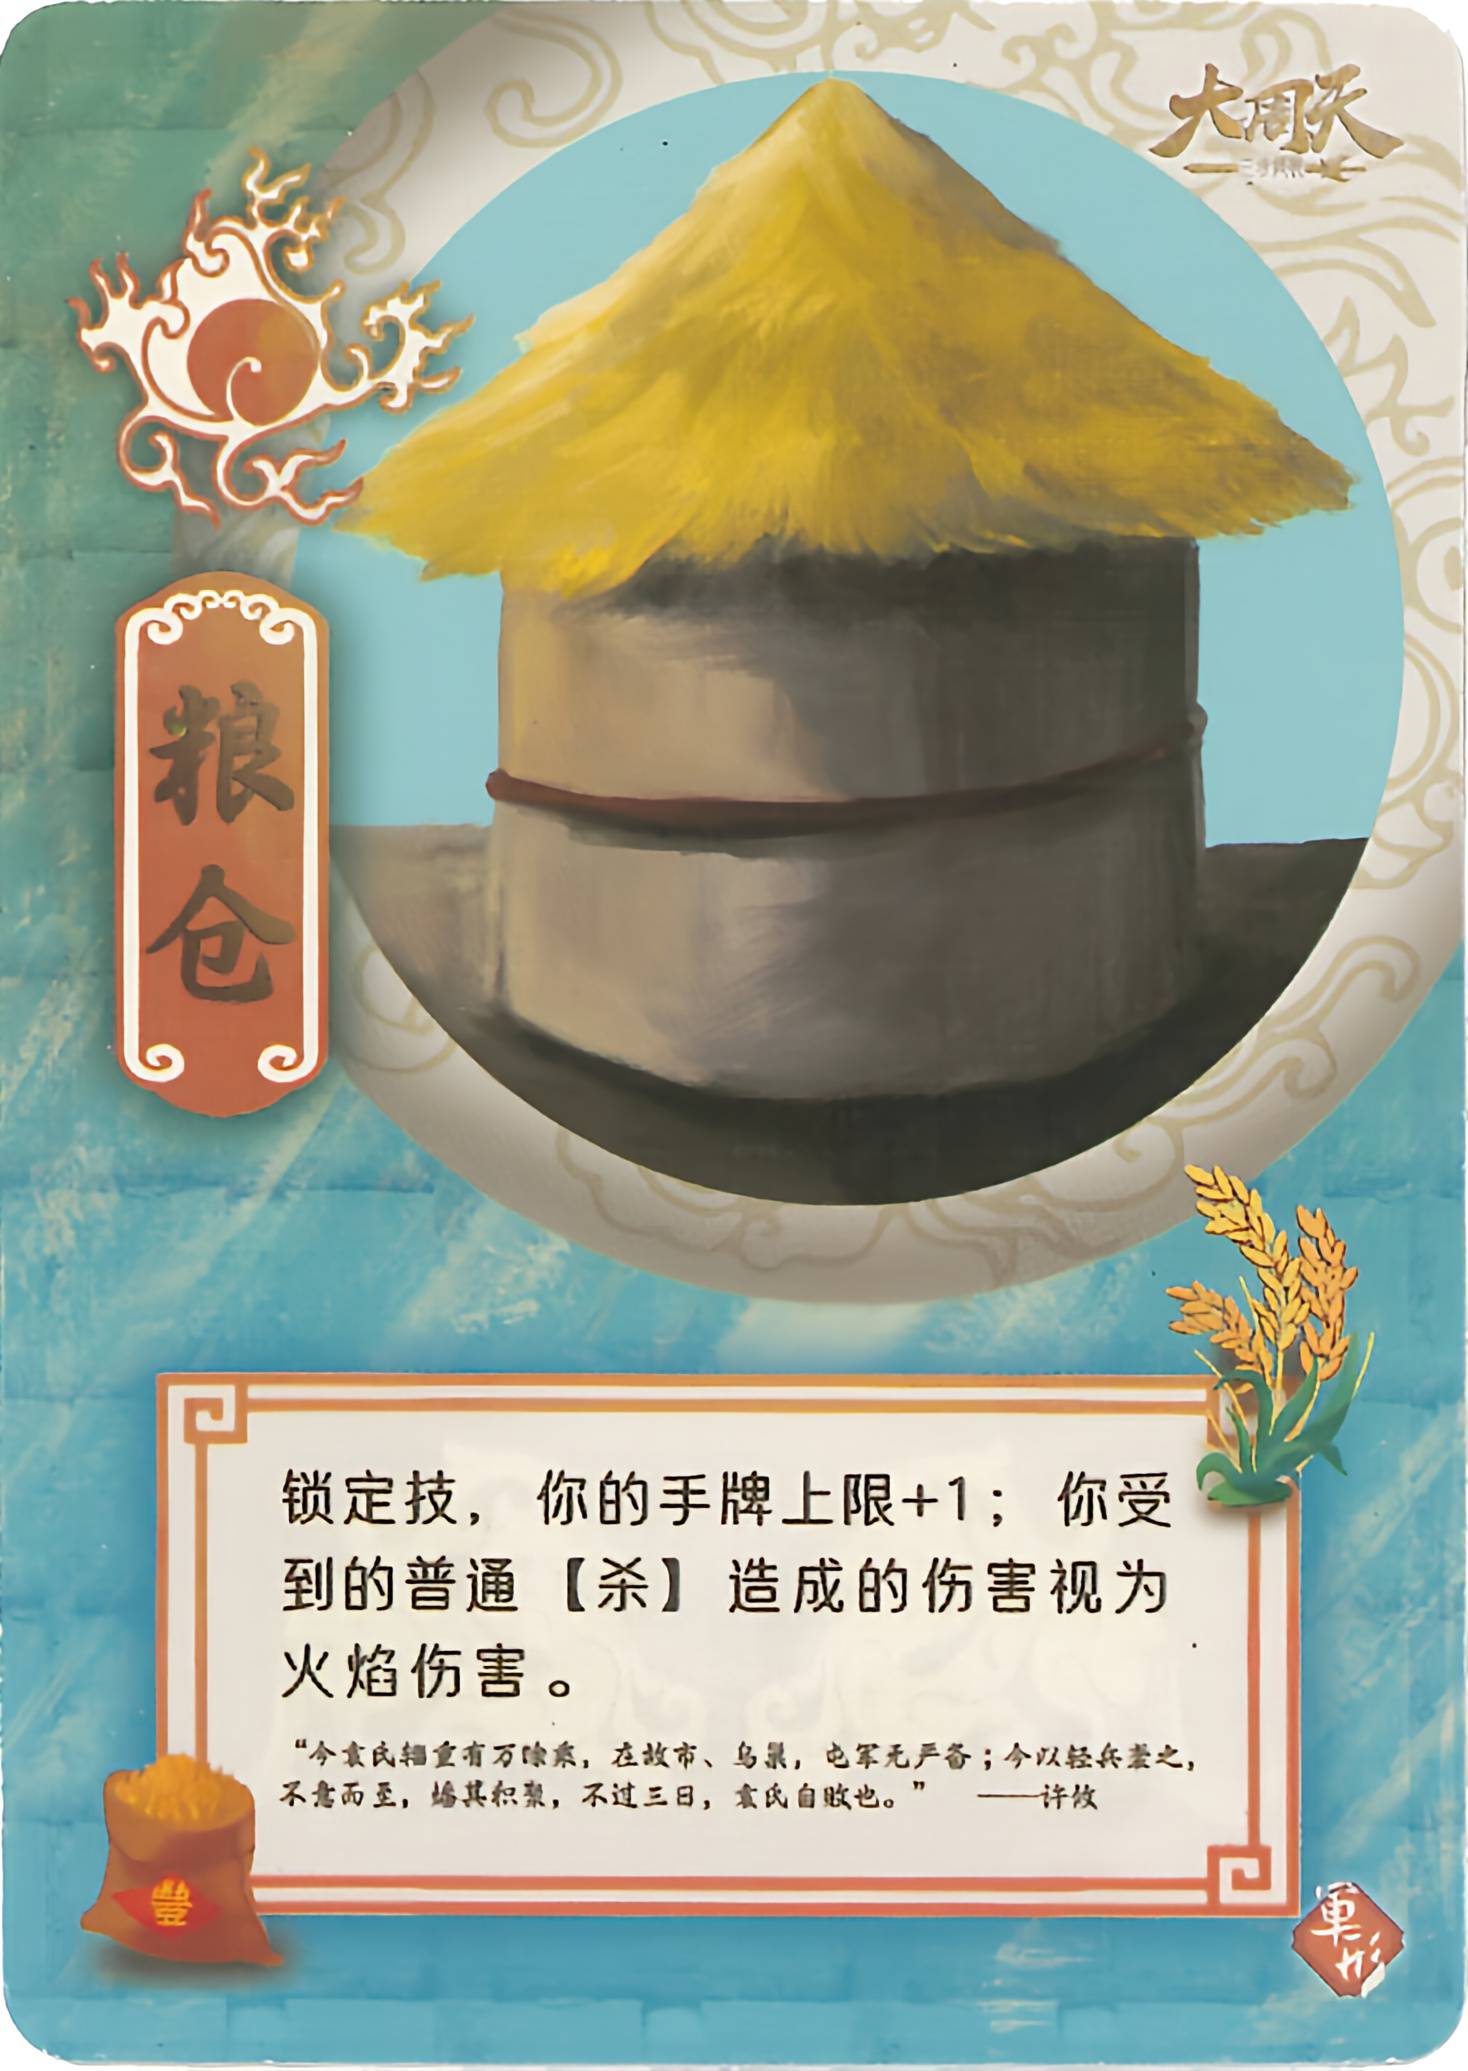 大周天
粮仓
锁定技，你的手牌上限+1；你受
到的普通【杀】造成的伤害视为
火焰伤害。
“今袁氏辎重有万馀乘，在故市、乌巢，屯军无严备；今以轻兵袭之，
不意而至，燔其积聚，不过三日，袁氏自败也。” ——许攸
豐
軍形